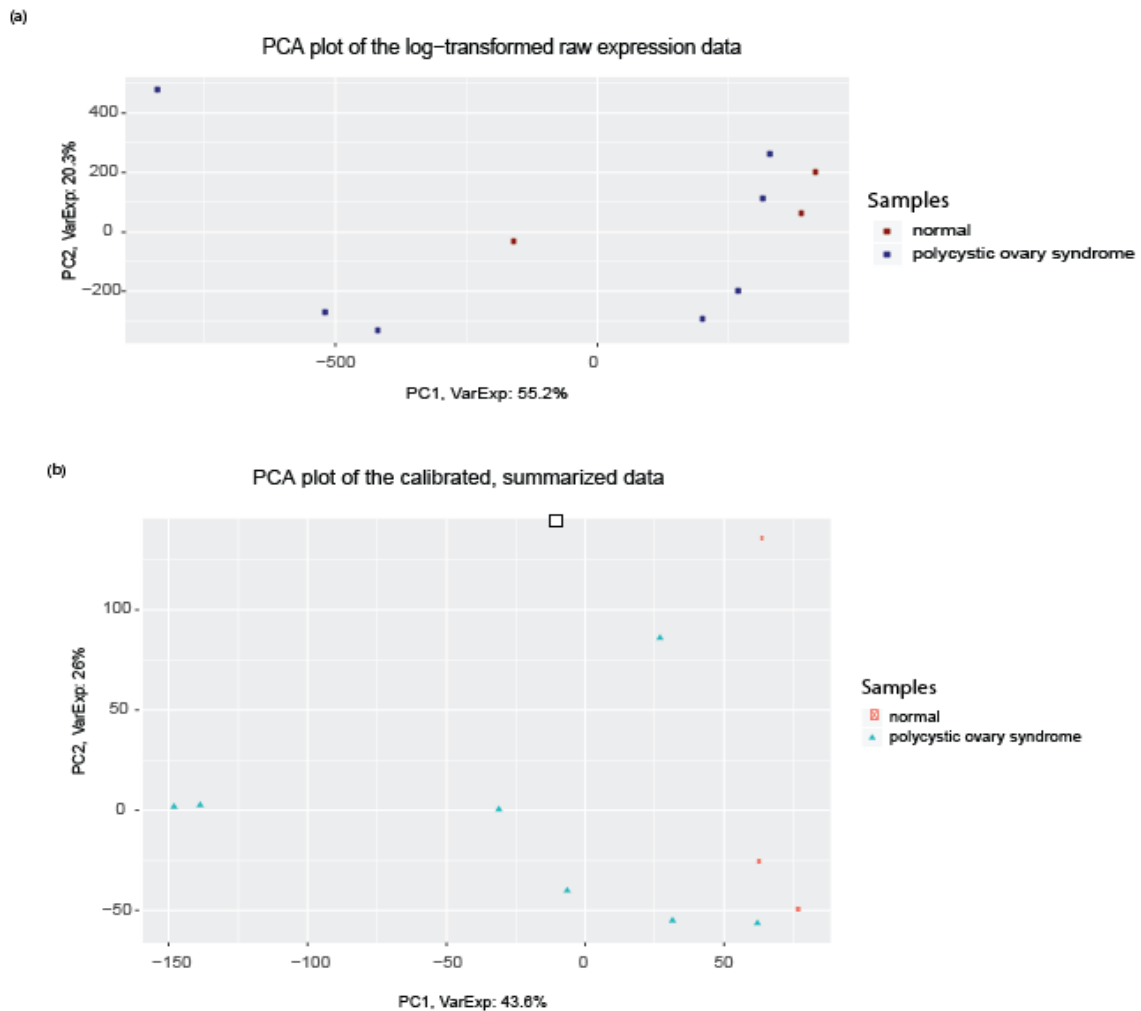 (a)
PCA plot of the log−transformed raw expression data
PC2, VarExp: 20.3%
400
200
0
−200
−500
0
PC1, VarExp: 55.2%
Samples
normal
polycystic ovary syndrome
(b)
PCA plot of the calibrated, summarized data
PC2, VarExp: 26%
100
50
0
−50
−150
−100
−50
0
50
PC1, VarExp: 43.6%
Samples
normal
polycystic ovary syndrome